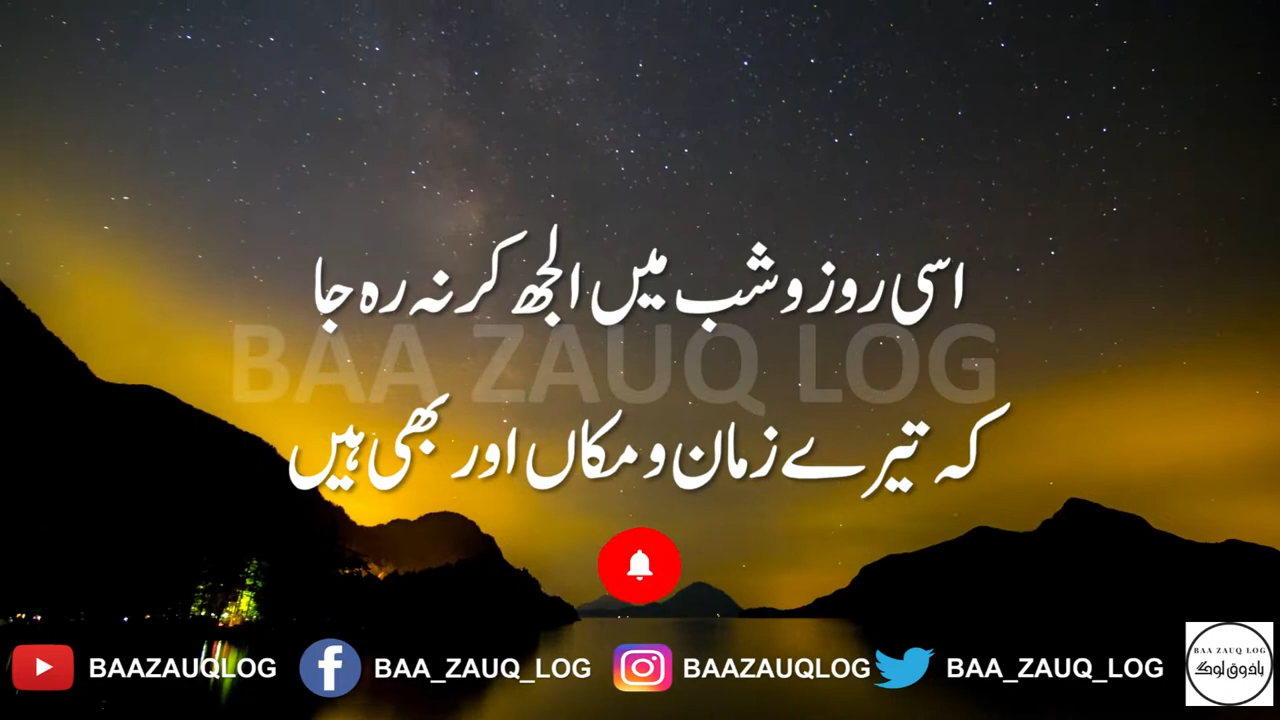 اسی روز و شب میں الجھ کر نہ رہ جا
BAA ZAUQ LOG
کہ تیرے زمان و مکاں اور بھی ہیں
BAAZAUQLOG
BAA_ZAUQ_LOG
BAAZAUQLOG
BAA_ZAUQ_LOG
BAA ZAUQ LOG
باذوق لوگ